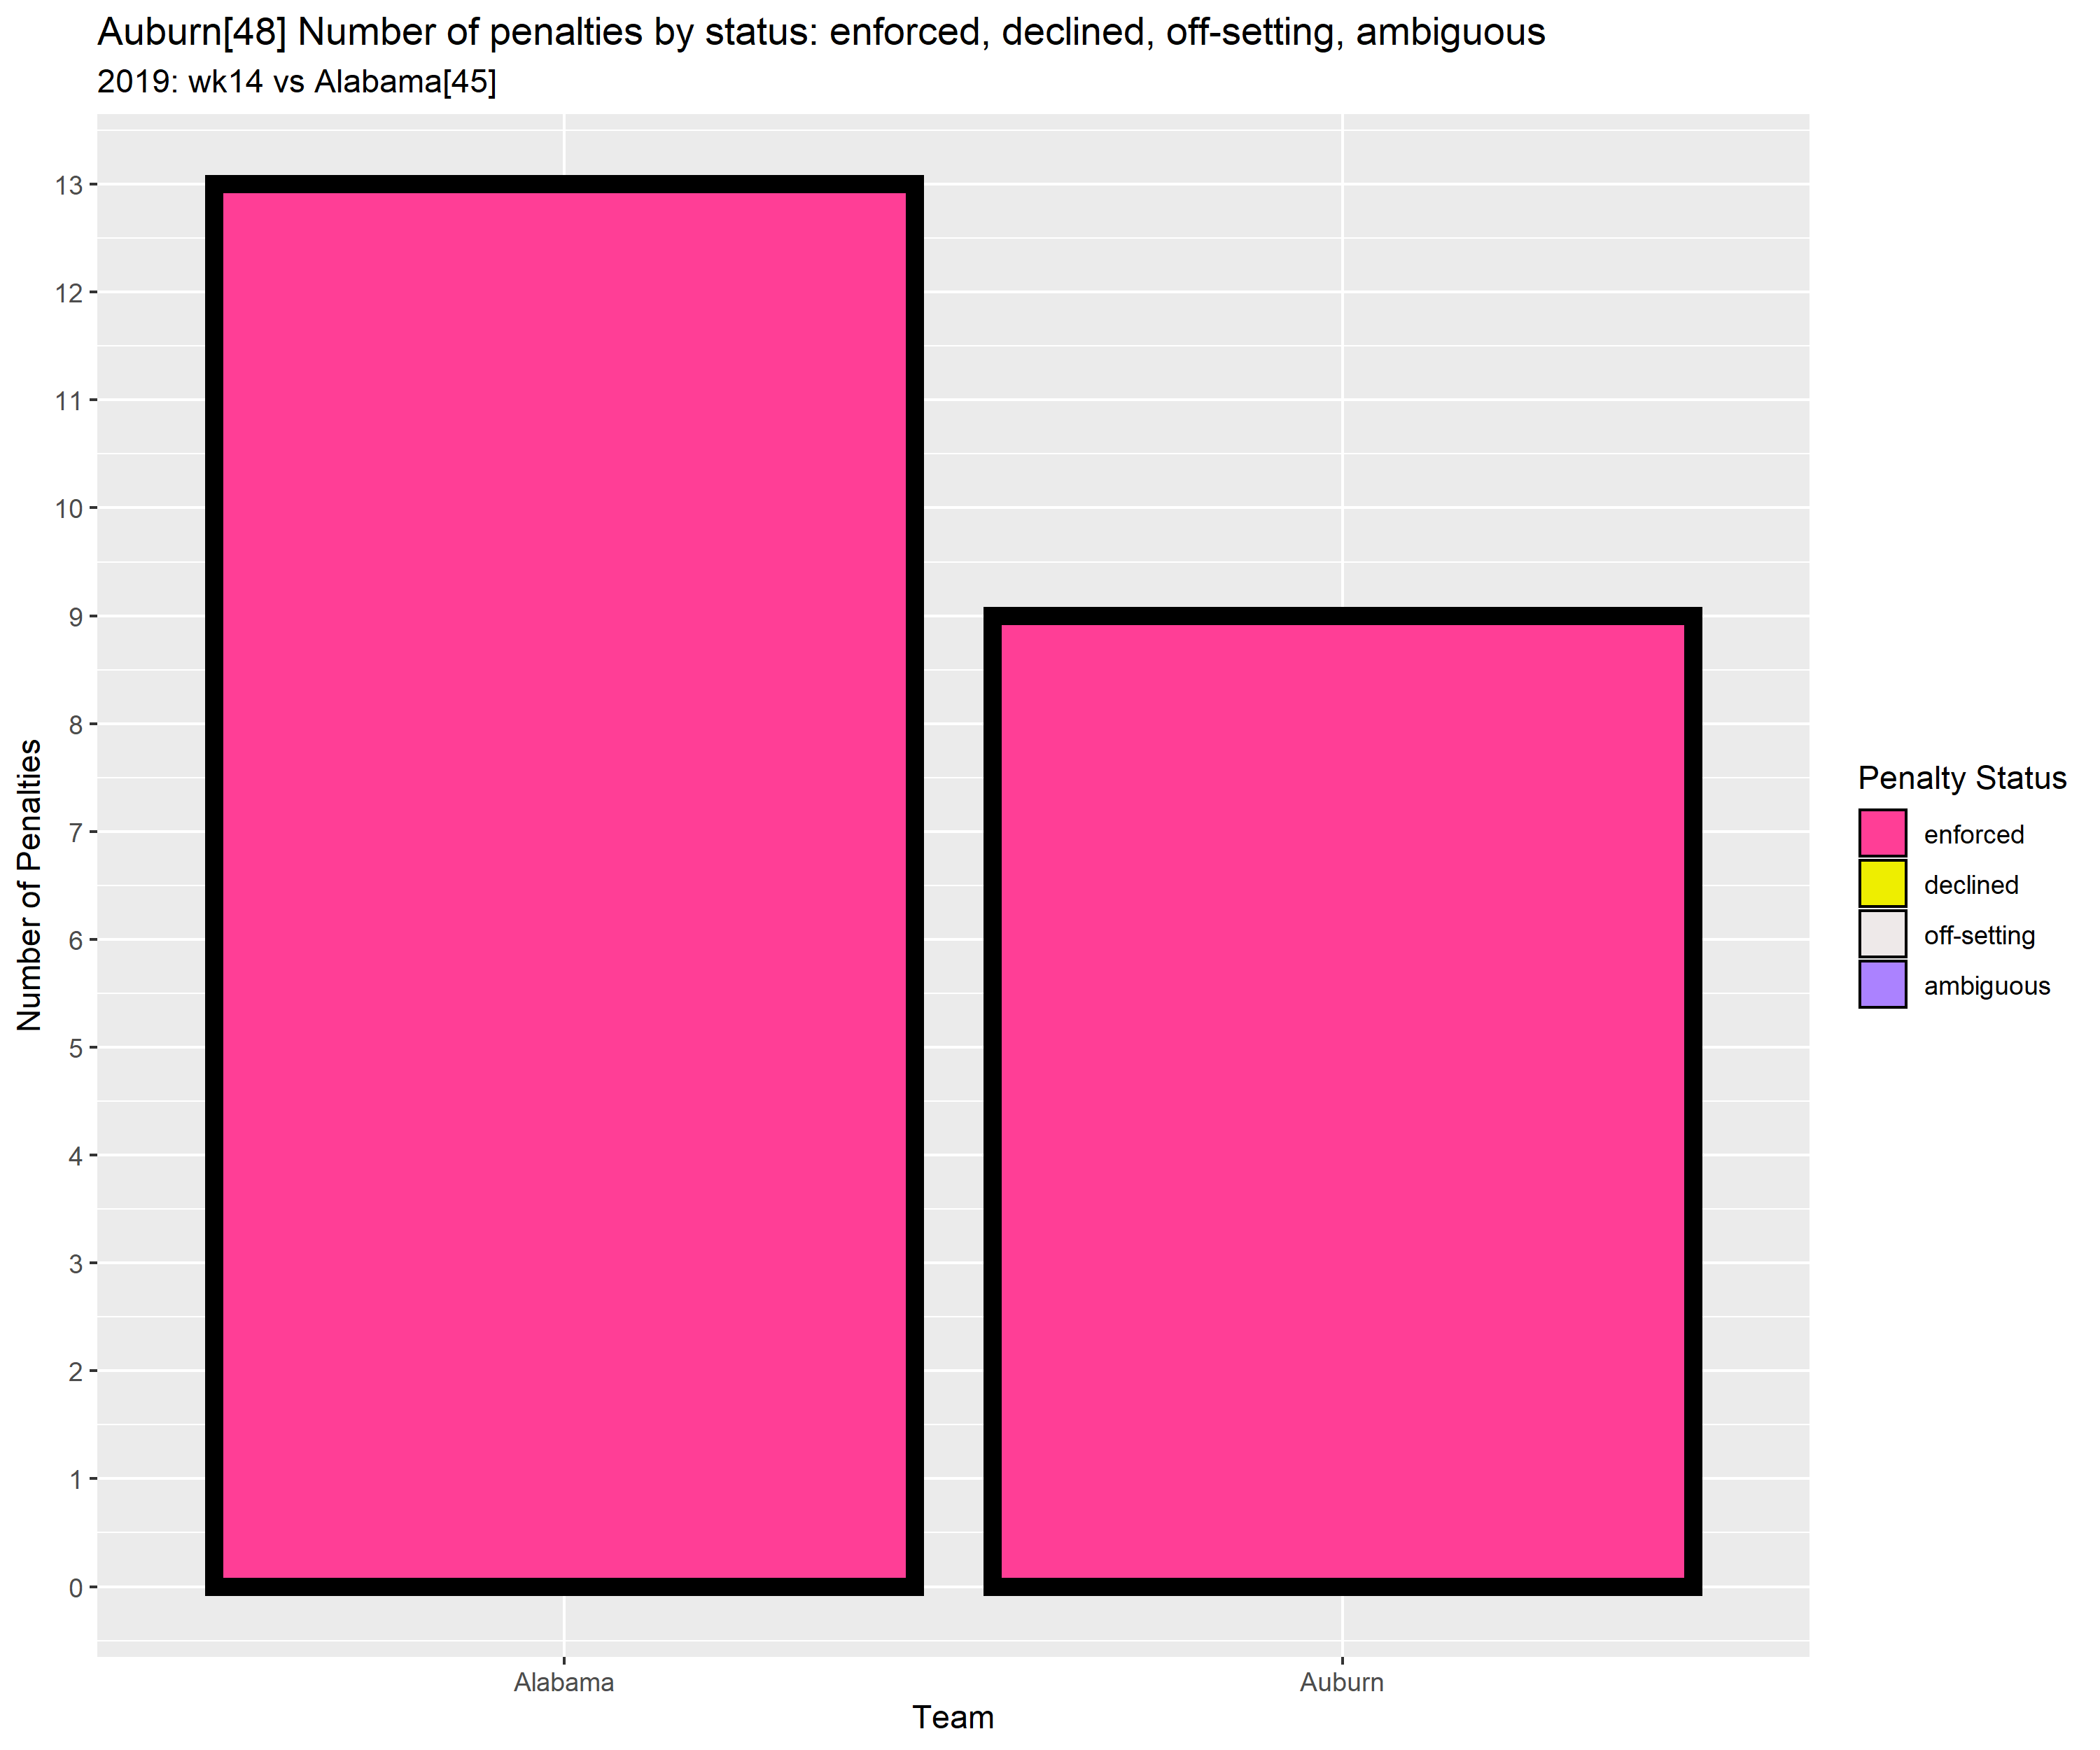 Auburn[48] Number of penalties by status: enforced, declined, off-setting, ambiguous
2019: wk14 vs Alabama[45]
Number of Penalties
13
12
11
10
9
8
7
6
5
4
3
2
1
0
Alabama
Auburn
Team
Penalty Status
enforced
declined
off-setting
ambiguous